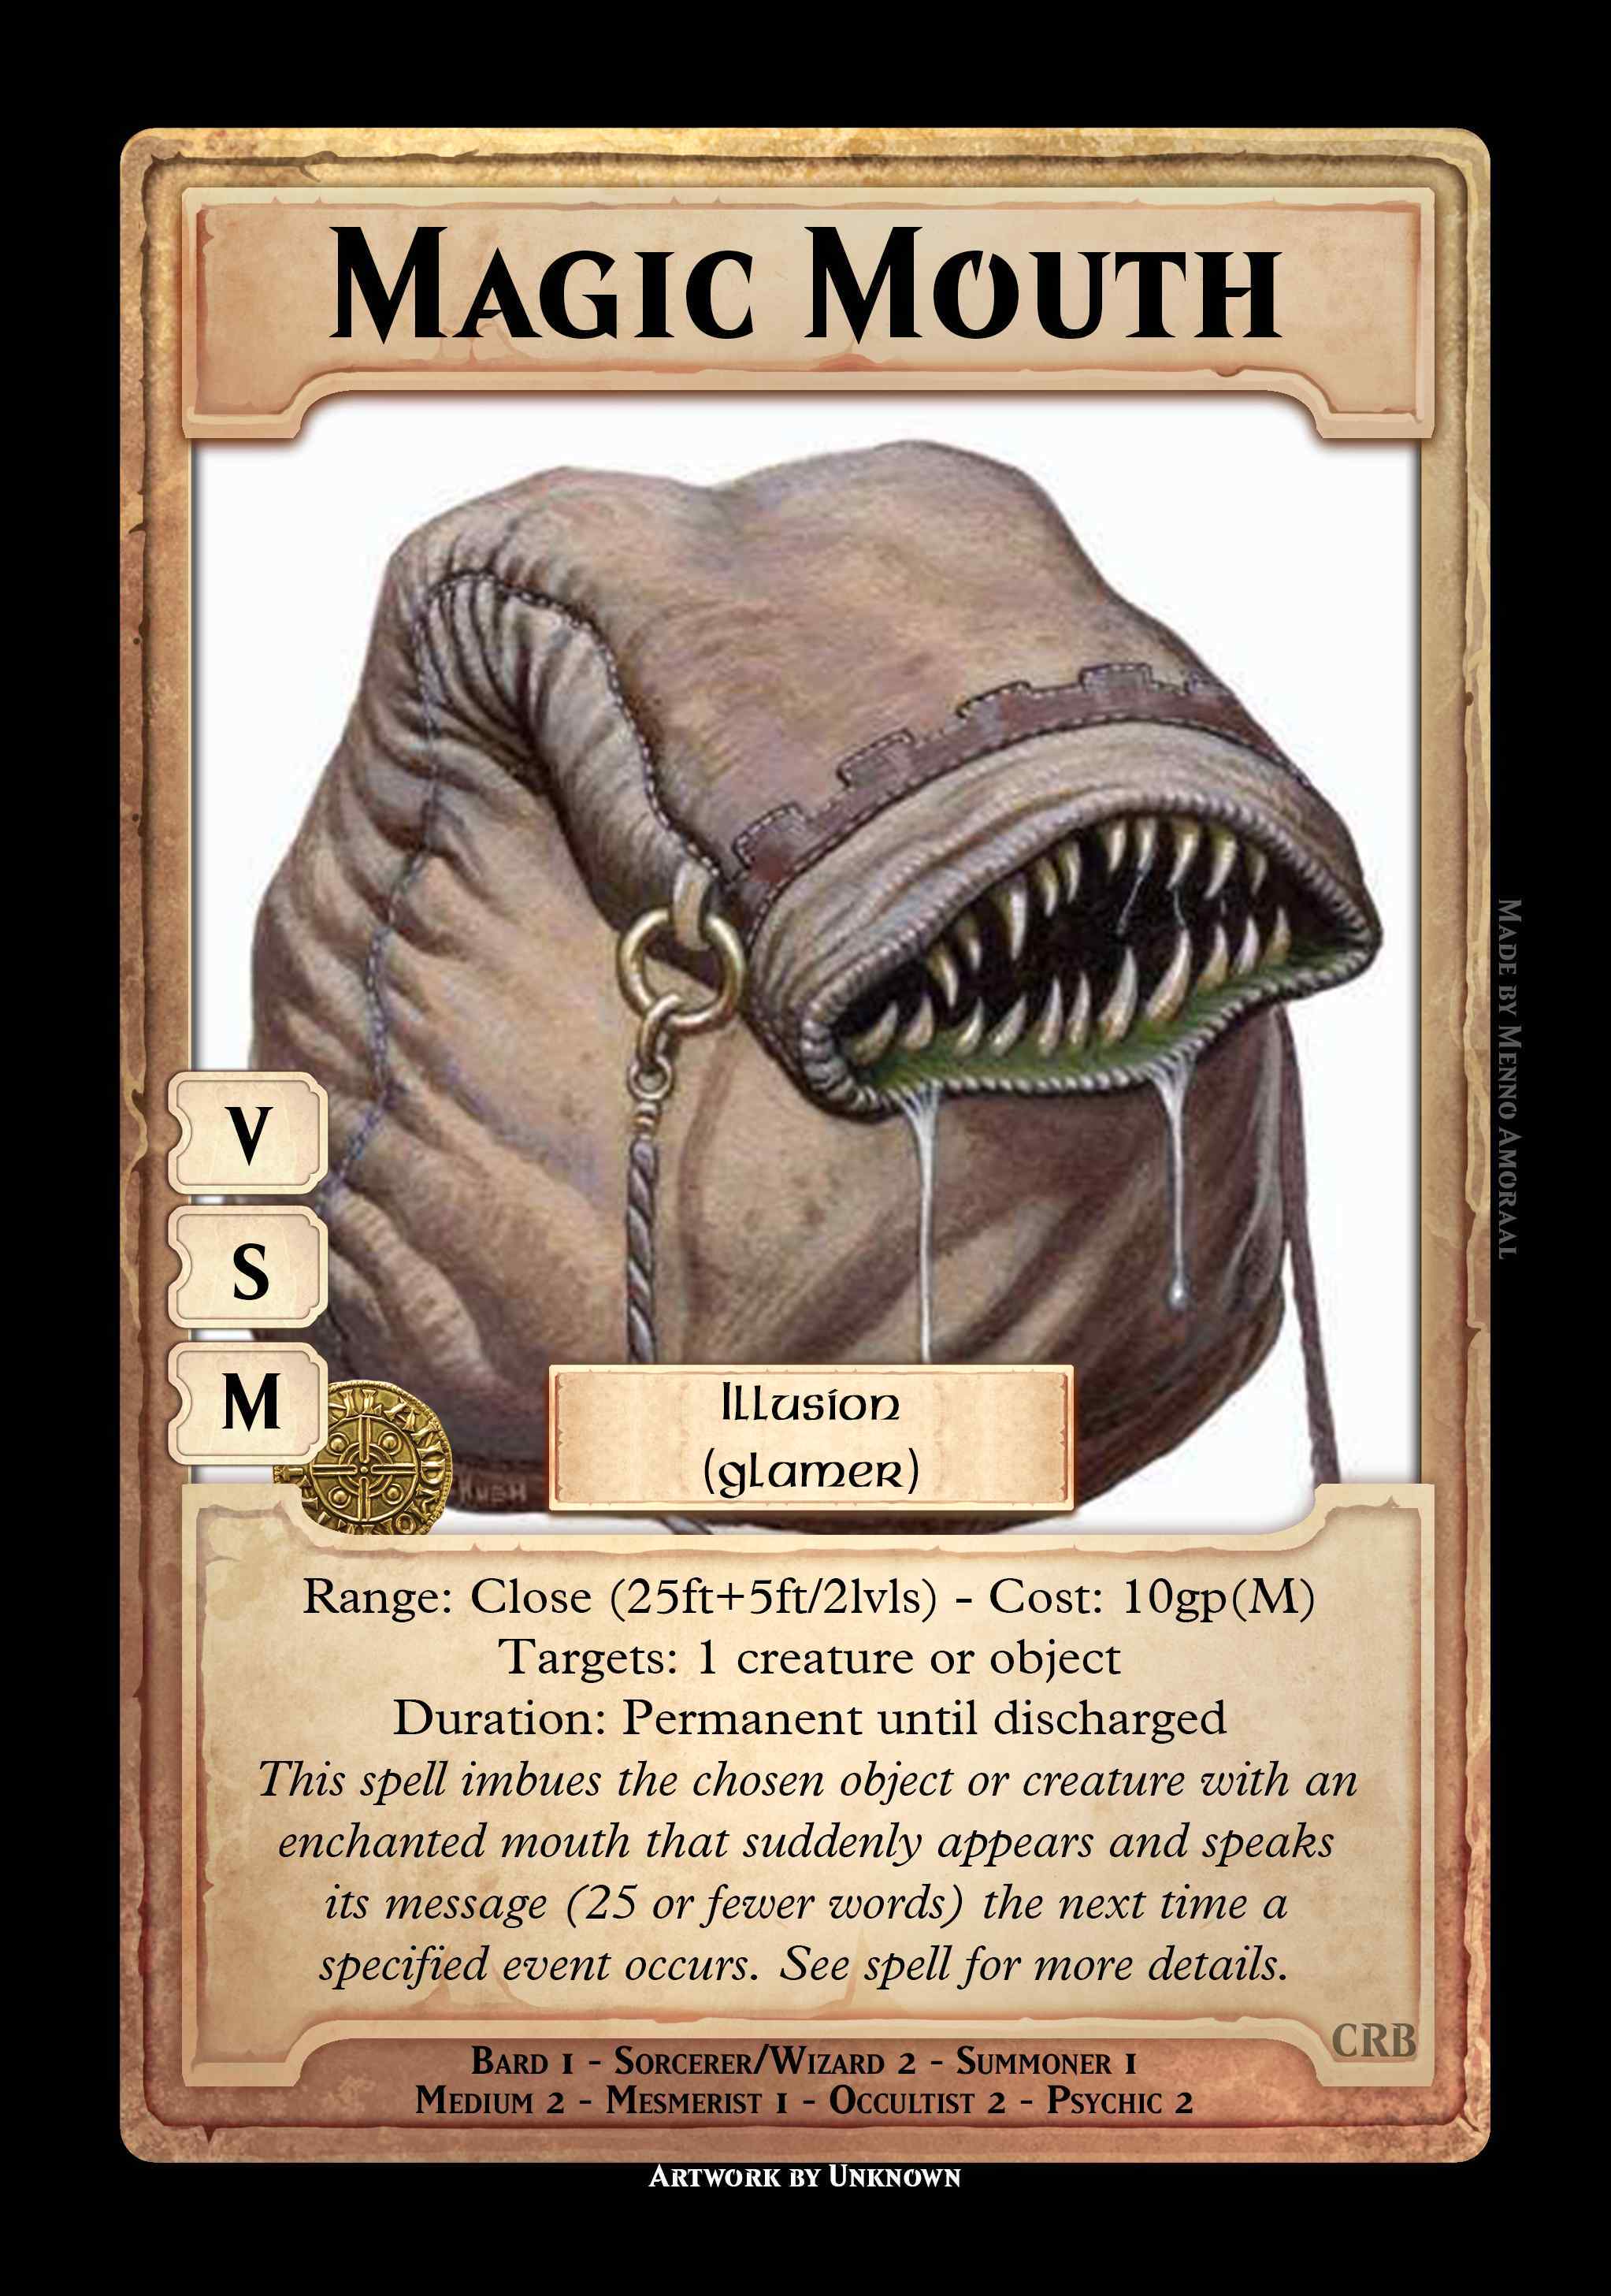 Magic Mouth
V
S
M
Illusion
(glamer)
Range: Close (25ft+5ft/2lvls) - Cost: 10gp(M)
Targets: 1 creature or object
Duration: Permanent until discharged
This spell imbues the chosen object or creature with an
enchanted mouth that suddenly appears and speaks
its message (25 or fewer words) the next time a
specified event occurs. See spell for more details.
CRB
Bard 1 - Sorcerer/Wizard 2 - Summoner 1
Medium 2 - Mesmerist 1 - Occultist 2 - Psychic 2
Artwork by Unknown
Made by Menno Amoraal